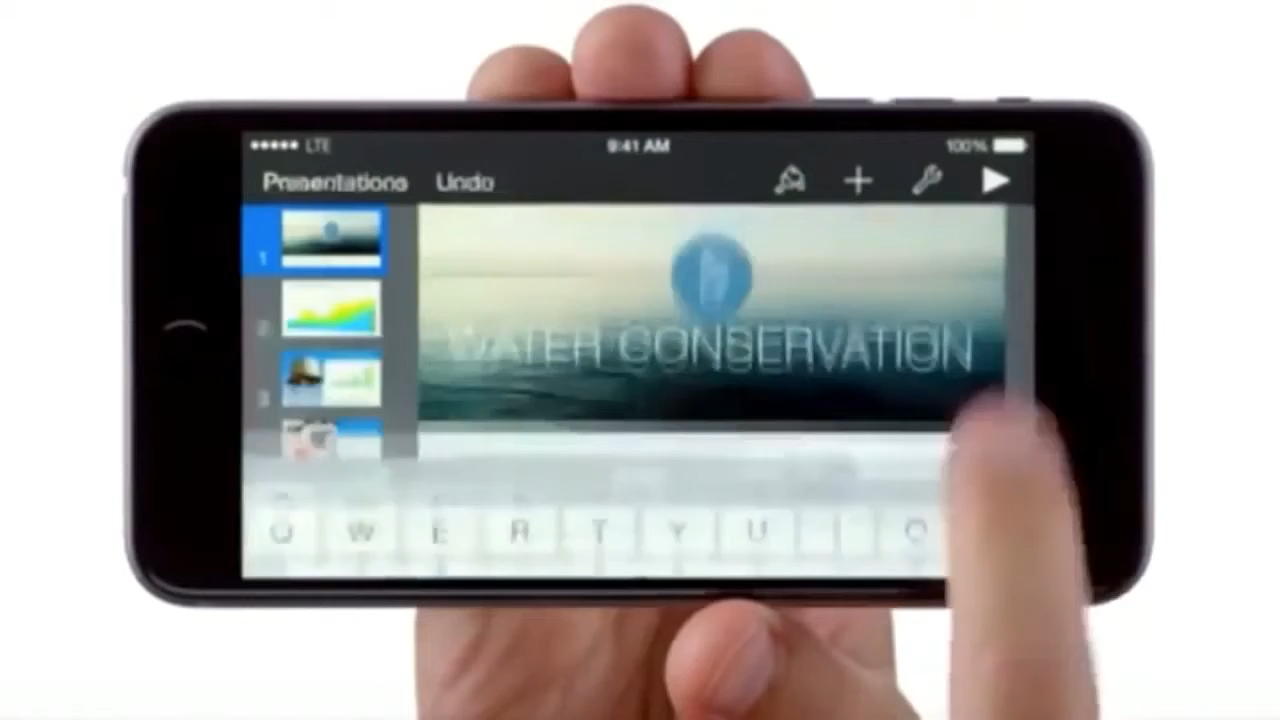 LTE 9:41 AM 100%
Presentations Undo
1
2
3
WATER CONSERVATION
Q W E R T Y U I O